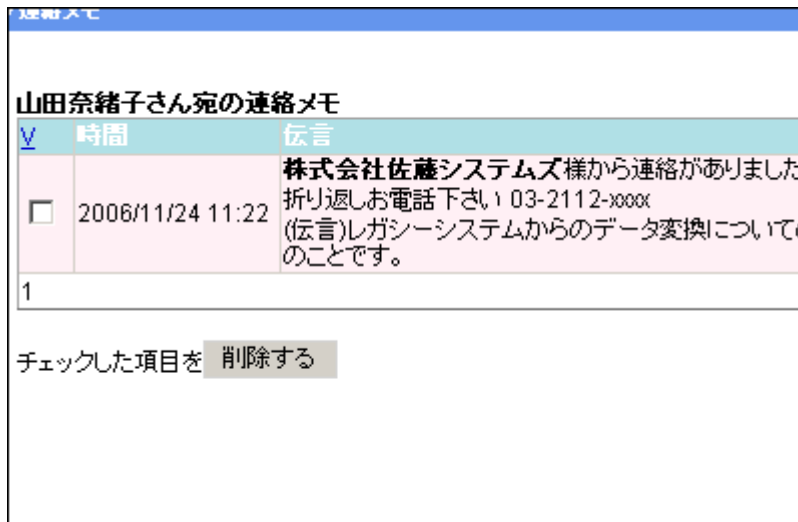 連絡メモ
山田奈緒子さん宛の連絡メモ
V 時間 伝言
株式会社佐藤システムズ様から連絡がありました
2006/11/24 11:22 折り返しお電話下さい 03-2112-xxxx
(伝言)レガシーシステムからのデータ変換について
のことです。
1
チェックした項目を 削除する